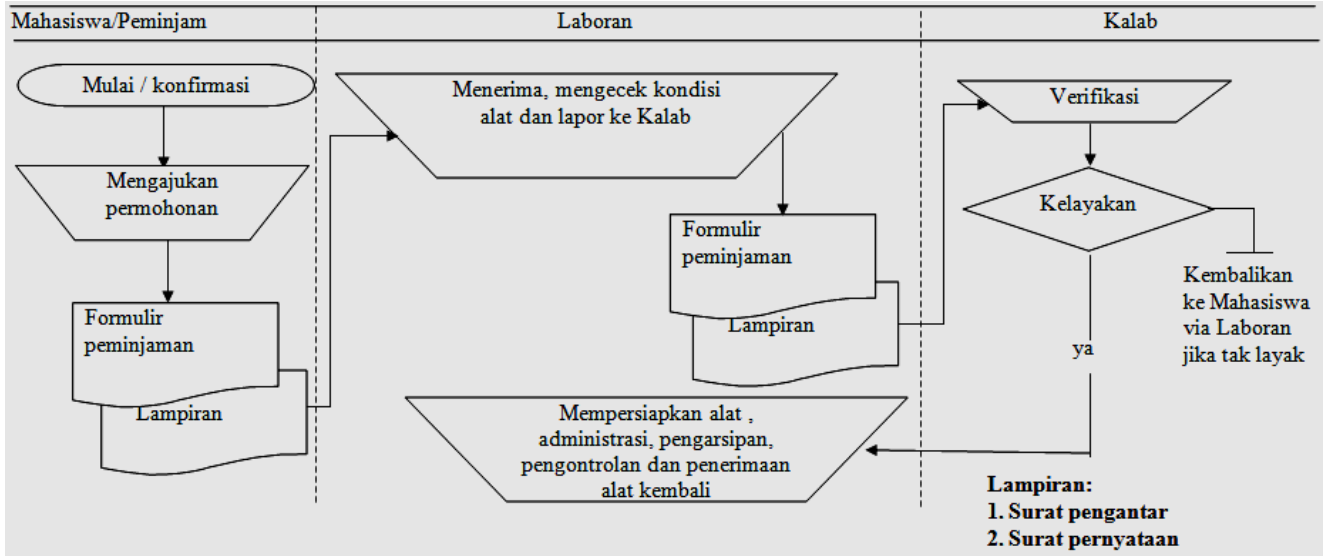 Mahasiswa/Peminjam
Laboran
Kalab
Mulai / konfirmasi
Mengajukan
permohonan
Formulir
peminjaman
Lampiran
Menerima, mengecek kondisi
alat dan lapor ke Kalab
Formulir
peminjaman
Lampiran
Verifikasi
Kelayakan
Kembalikan
ke Mahasiswa
via Laboran
jika tak layak
ya
Mempersiapkan alat ,
administrasi, pengarsipan,
pengontrolan dan penerimaan
alat kembali
Lampiran:
1. Surat pengantar
2. Surat pernyataan